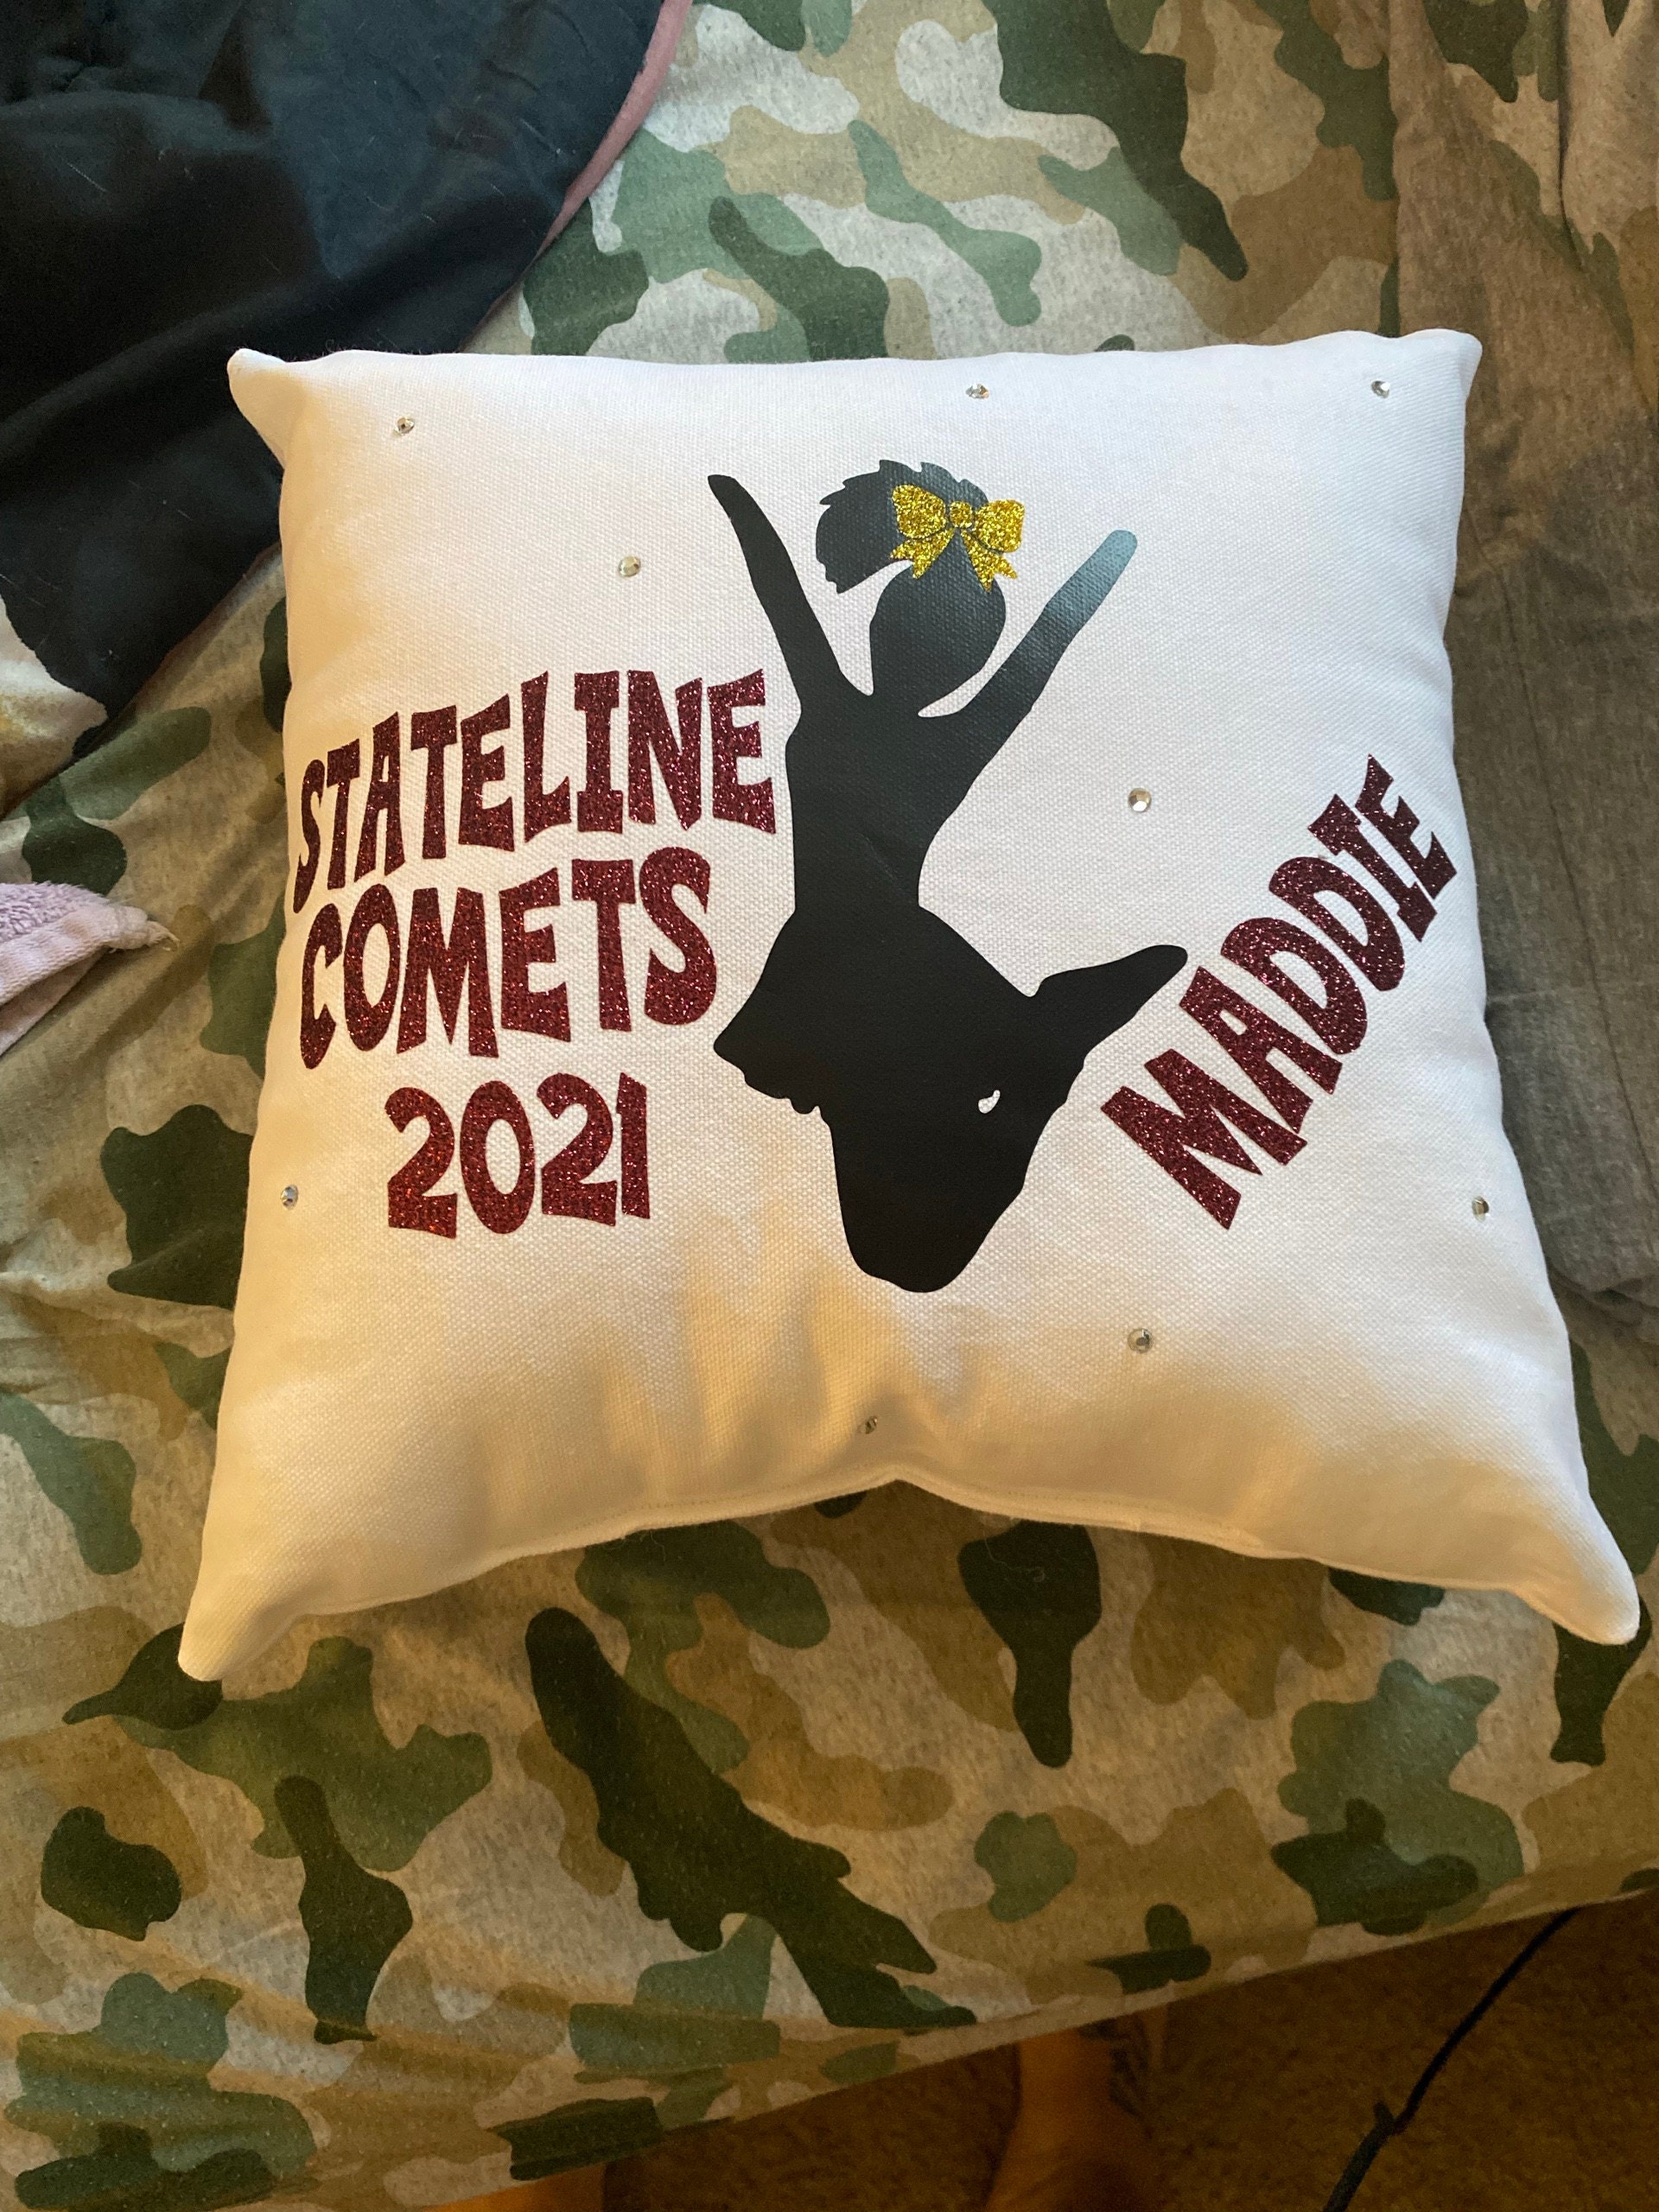 STATELINE
COMETS
2021
MADDIE